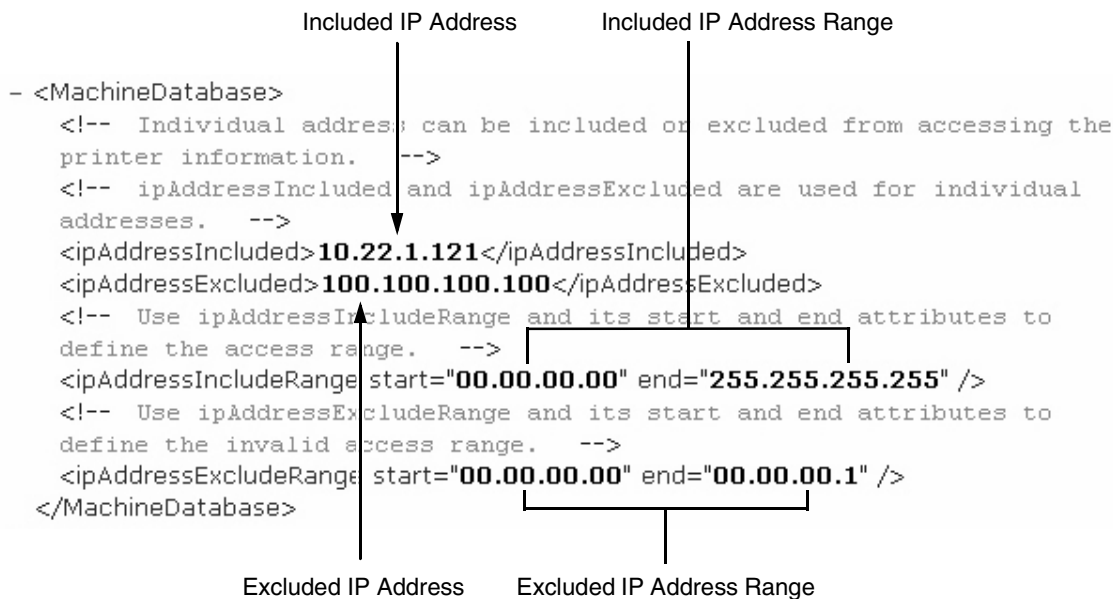 Included IP Address
Included IP Address Range
- <MachineDatabase>
<!-- Individual address can be included or excluded from accessing the
printer information. -->
<!-- ipAddressIncluded and ipAddressExcluded are used for individual
addresses. -->
<ipAddressIncluded>10.22.1.121</ipAddressIncluded>
<ipAddressExcluded>100.100.100.100</ipAddressExcluded>
<!-- Use ipAddressIncludeRange and its start and end attributes to
define the access range. -->
<ipAddressIncludeRange start="00.00.00.00" end="255.255.255.255" />
<!-- Use ipAddressExcludeRange and its start and end attributes to
define the invalid access range. -->
<ipAddressExcludeRange start="00.00.00.00" end="00.00.00.1" />
</MachineDatabase>
Excluded IP Address
Excluded IP Address Range